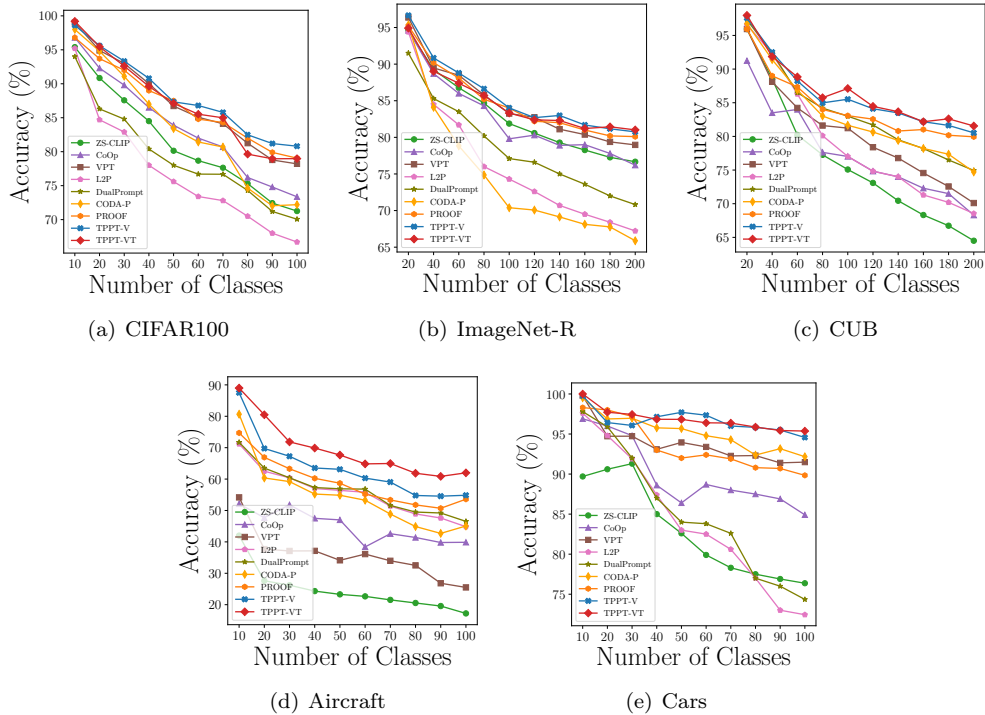 Accuracy (%)
100
95
90
85
80
75
70
ZS-CLIP
CoOp
VPT
L2P
DualPrompt
CODA-P
PROOF
TPPT-V
TPPT-VT
10 20 30 40 50 60 70 80 90 100
Number of Classes
(a) CIFAR100
Accuracy (%)
95
90
85
80
75
70
65
ZS-CLIP
CoOp
VPT
L2P
DualPrompt
CODA-P
PROOF
TPPT-V
TPPT-VT
20 40 60 80 100 120 140 160 180 200
Number of Classes
(b) ImageNet-R
Accuracy (%)
95
90
85
80
75
70
65
ZS-CLIP
CoOp
VPT
L2P
DualPrompt
CODA-P
PROOF
TPPT-V
TPPT-VT
20 40 60 80 100 120 140 160 180 200
Number of Classes
(c) CUB
Accuracy (%)
90
80
70
60
50
40
30
20
ZS-CLIP
CoOp
VPT
L2P
DualPrompt
CODA-P
PROOF
TPPT-V
TPPT-VT
10 20 30 40 50 60 70 80 90 100
Number of Classes
(d) Aircraft
Accuracy (%)
100
95
90
85
80
75
ZS-CLIP
CoOp
VPT
L2P
DualPrompt
CODA-P
PROOF
TPPT-V
TPPT-VT
10 20 30 40 50 60 70 80 90 100
Number of Classes
(e) Cars